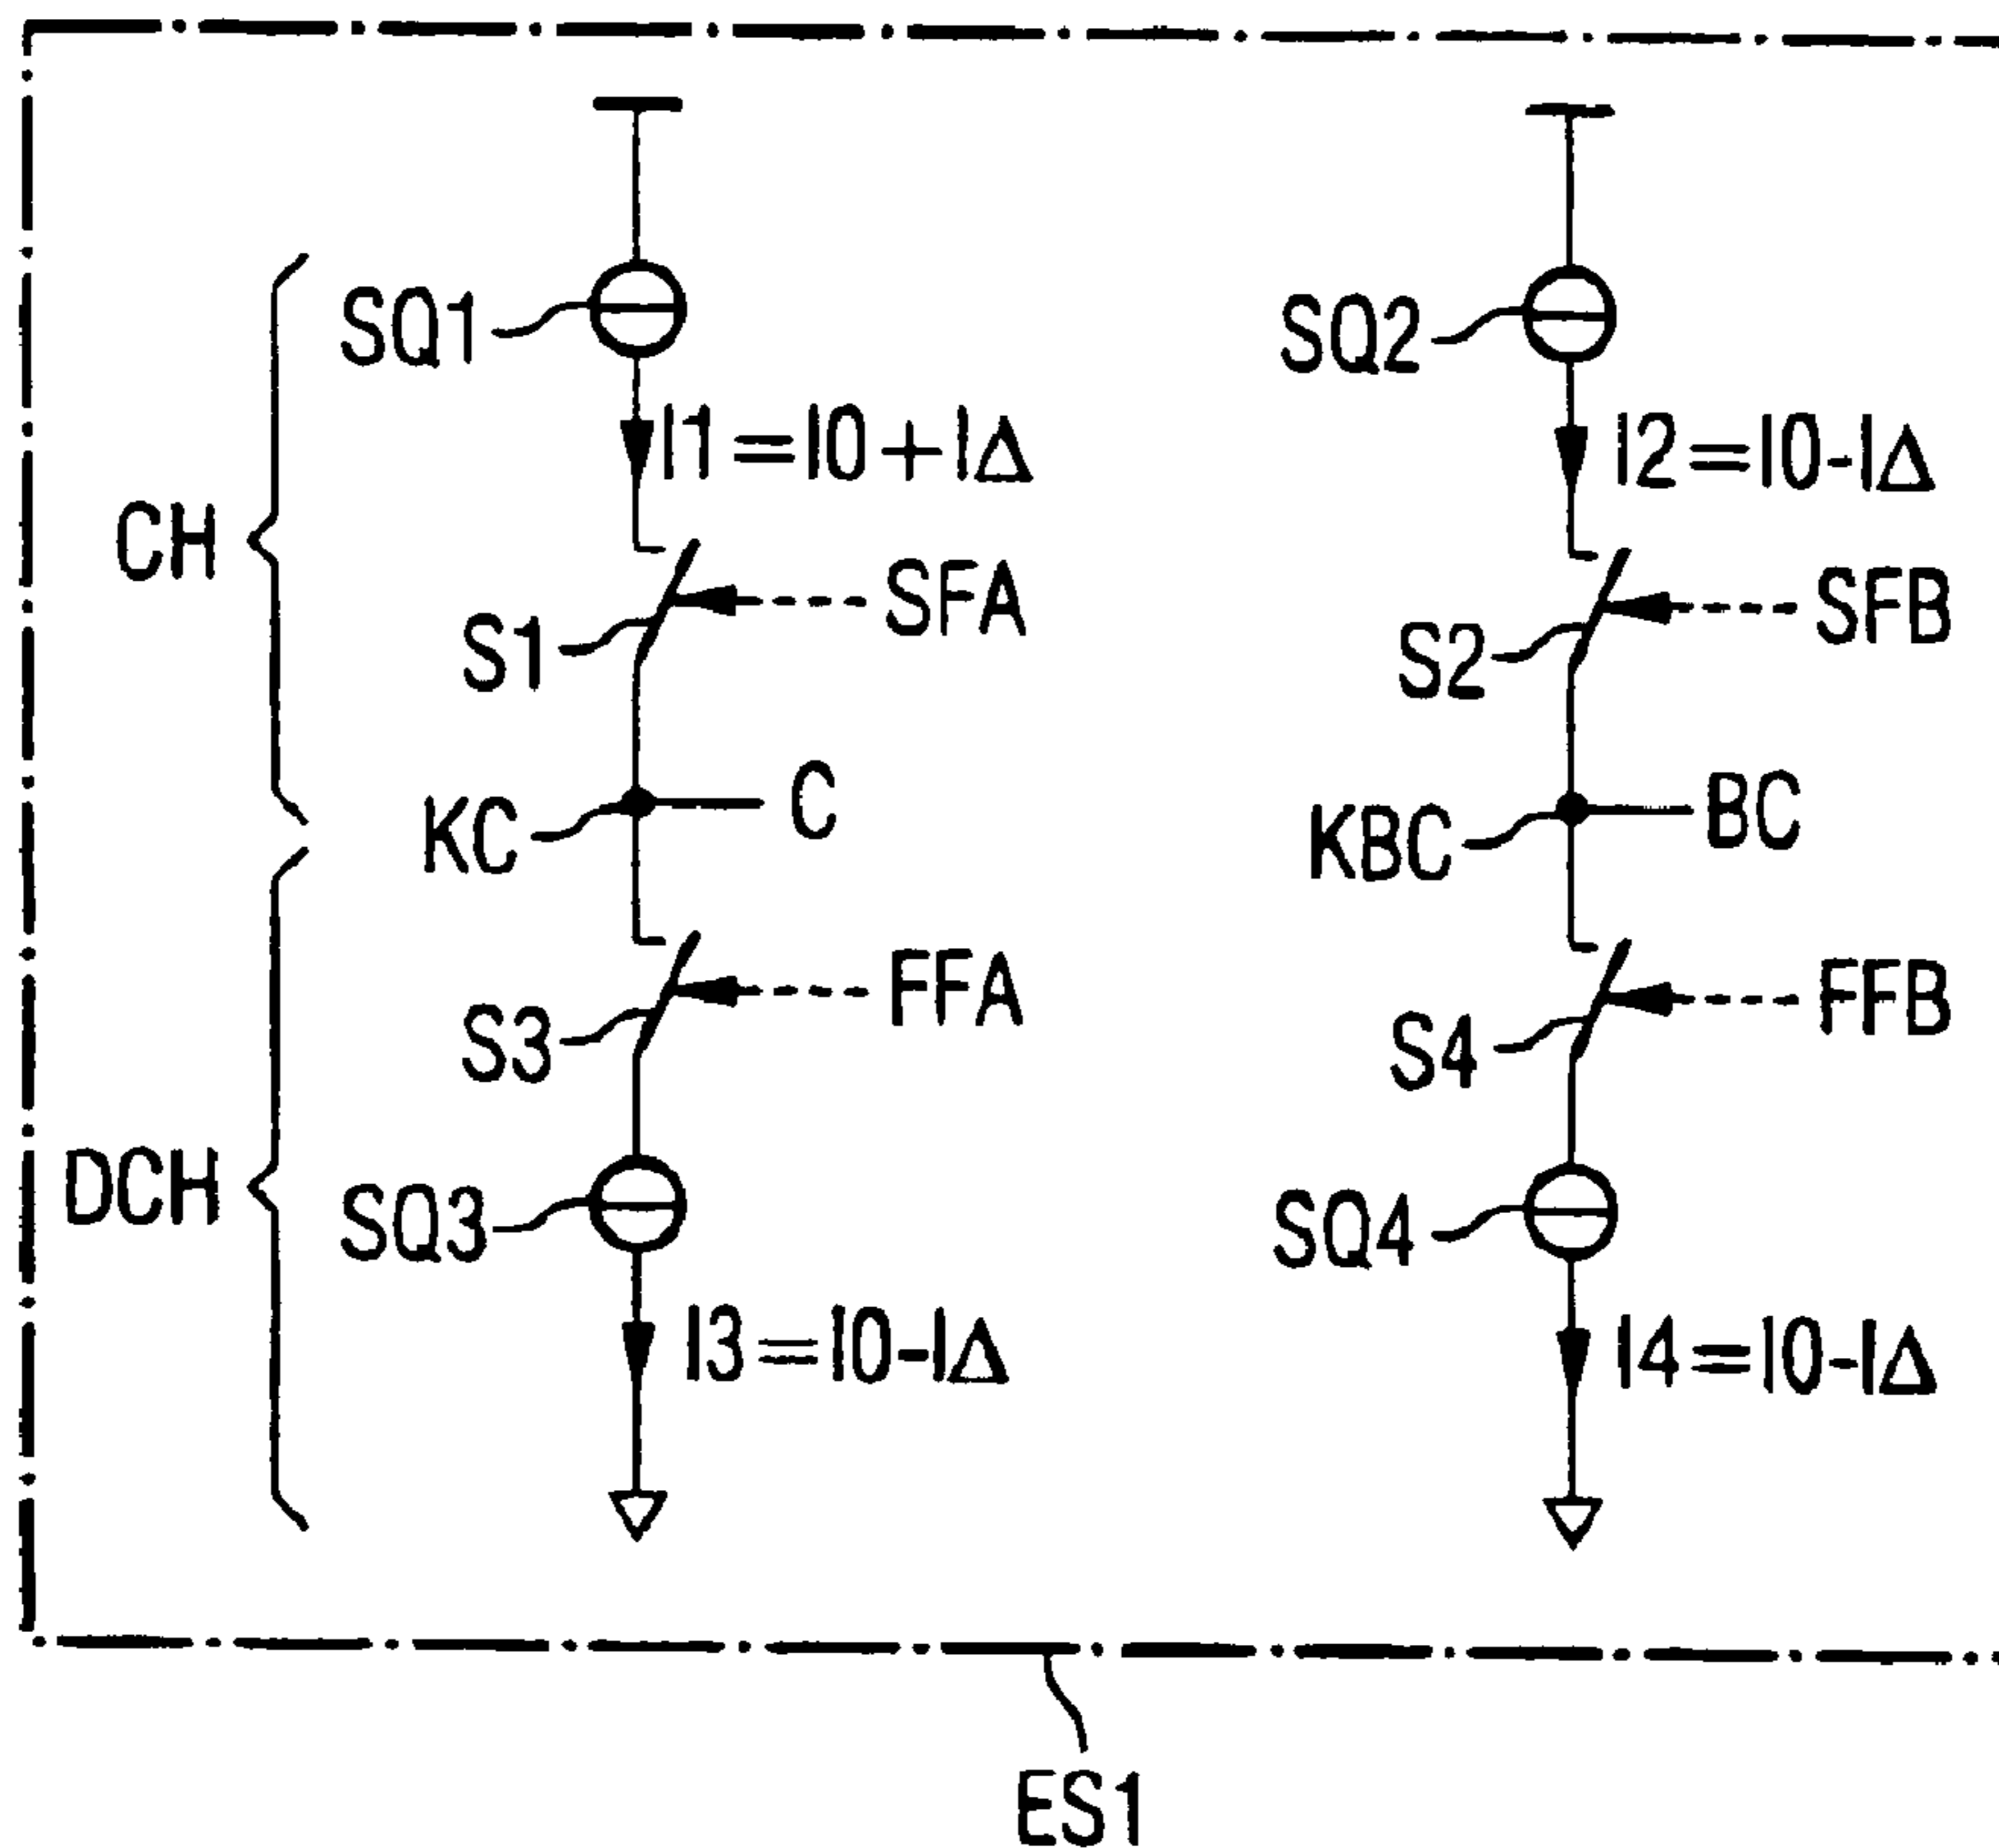 SQ1
SQ2
I1=I0+IΔ
I2=I0-IΔ
CH
SFA
SFB
S1
S2
KC
C
KBC
BC
FFA
FFB
S3
S4
DCH
SQ3
SQ4
I3=I0-IΔ
I4=I0-IΔ
ES1